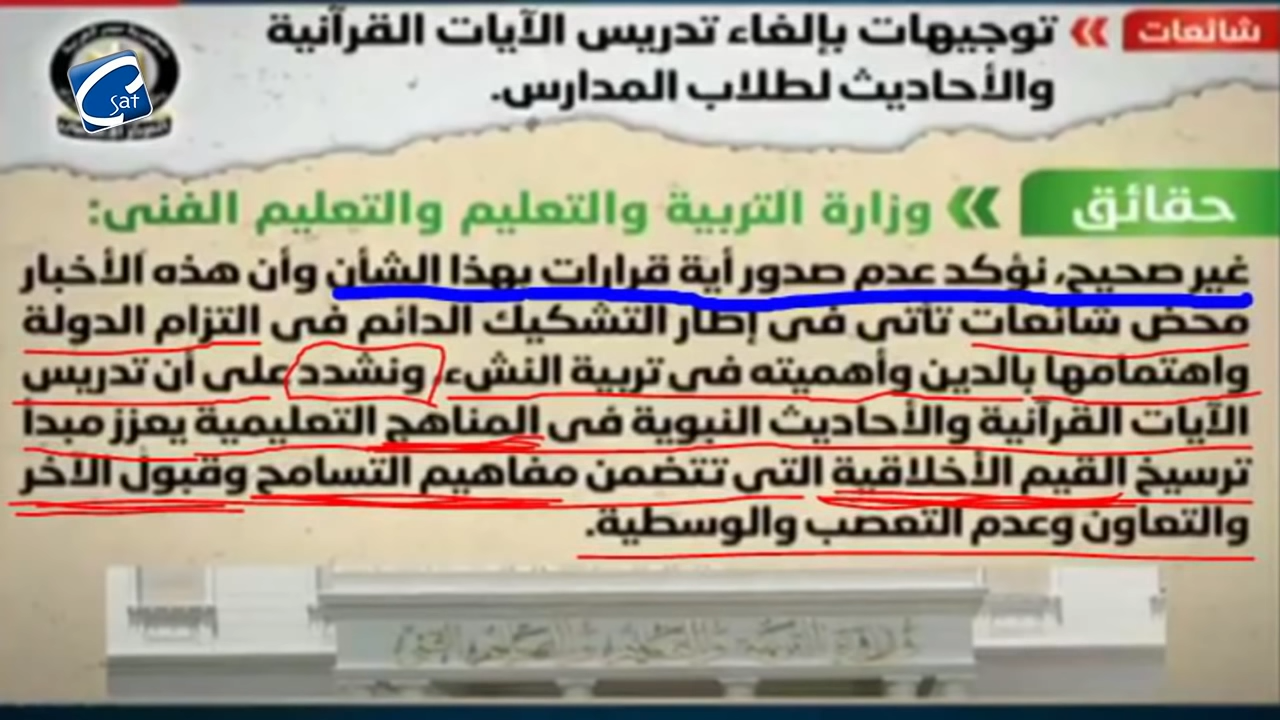 شائعات
توجيهات بإلغاء تدريس الآيات القرآنية
والأحاديث لطلاب المدارس.
Sat
حقائق
وزارة التربية والتعليم والتعليم الفنى:
غير صحيح، نؤكد عدم صدور أية قرارات بهذا الشأن وأن هذه الأخبار
محض شائعات تأتى فى إطار التشكيك الدائم فى التزام الدولة
واهتمامها بالدين وأهميته فى تربية النشء، ونشدد على أن تدريس
الآيات القرآنية والأحاديث النبوية فى المناهج التعليمية يعزز مبدأ
ترسيخ القيم الأخلاقية التى تتضمن مفاهيم التسامح وقبول الآخر
والتعاون وعدم التعصب والوسطية.